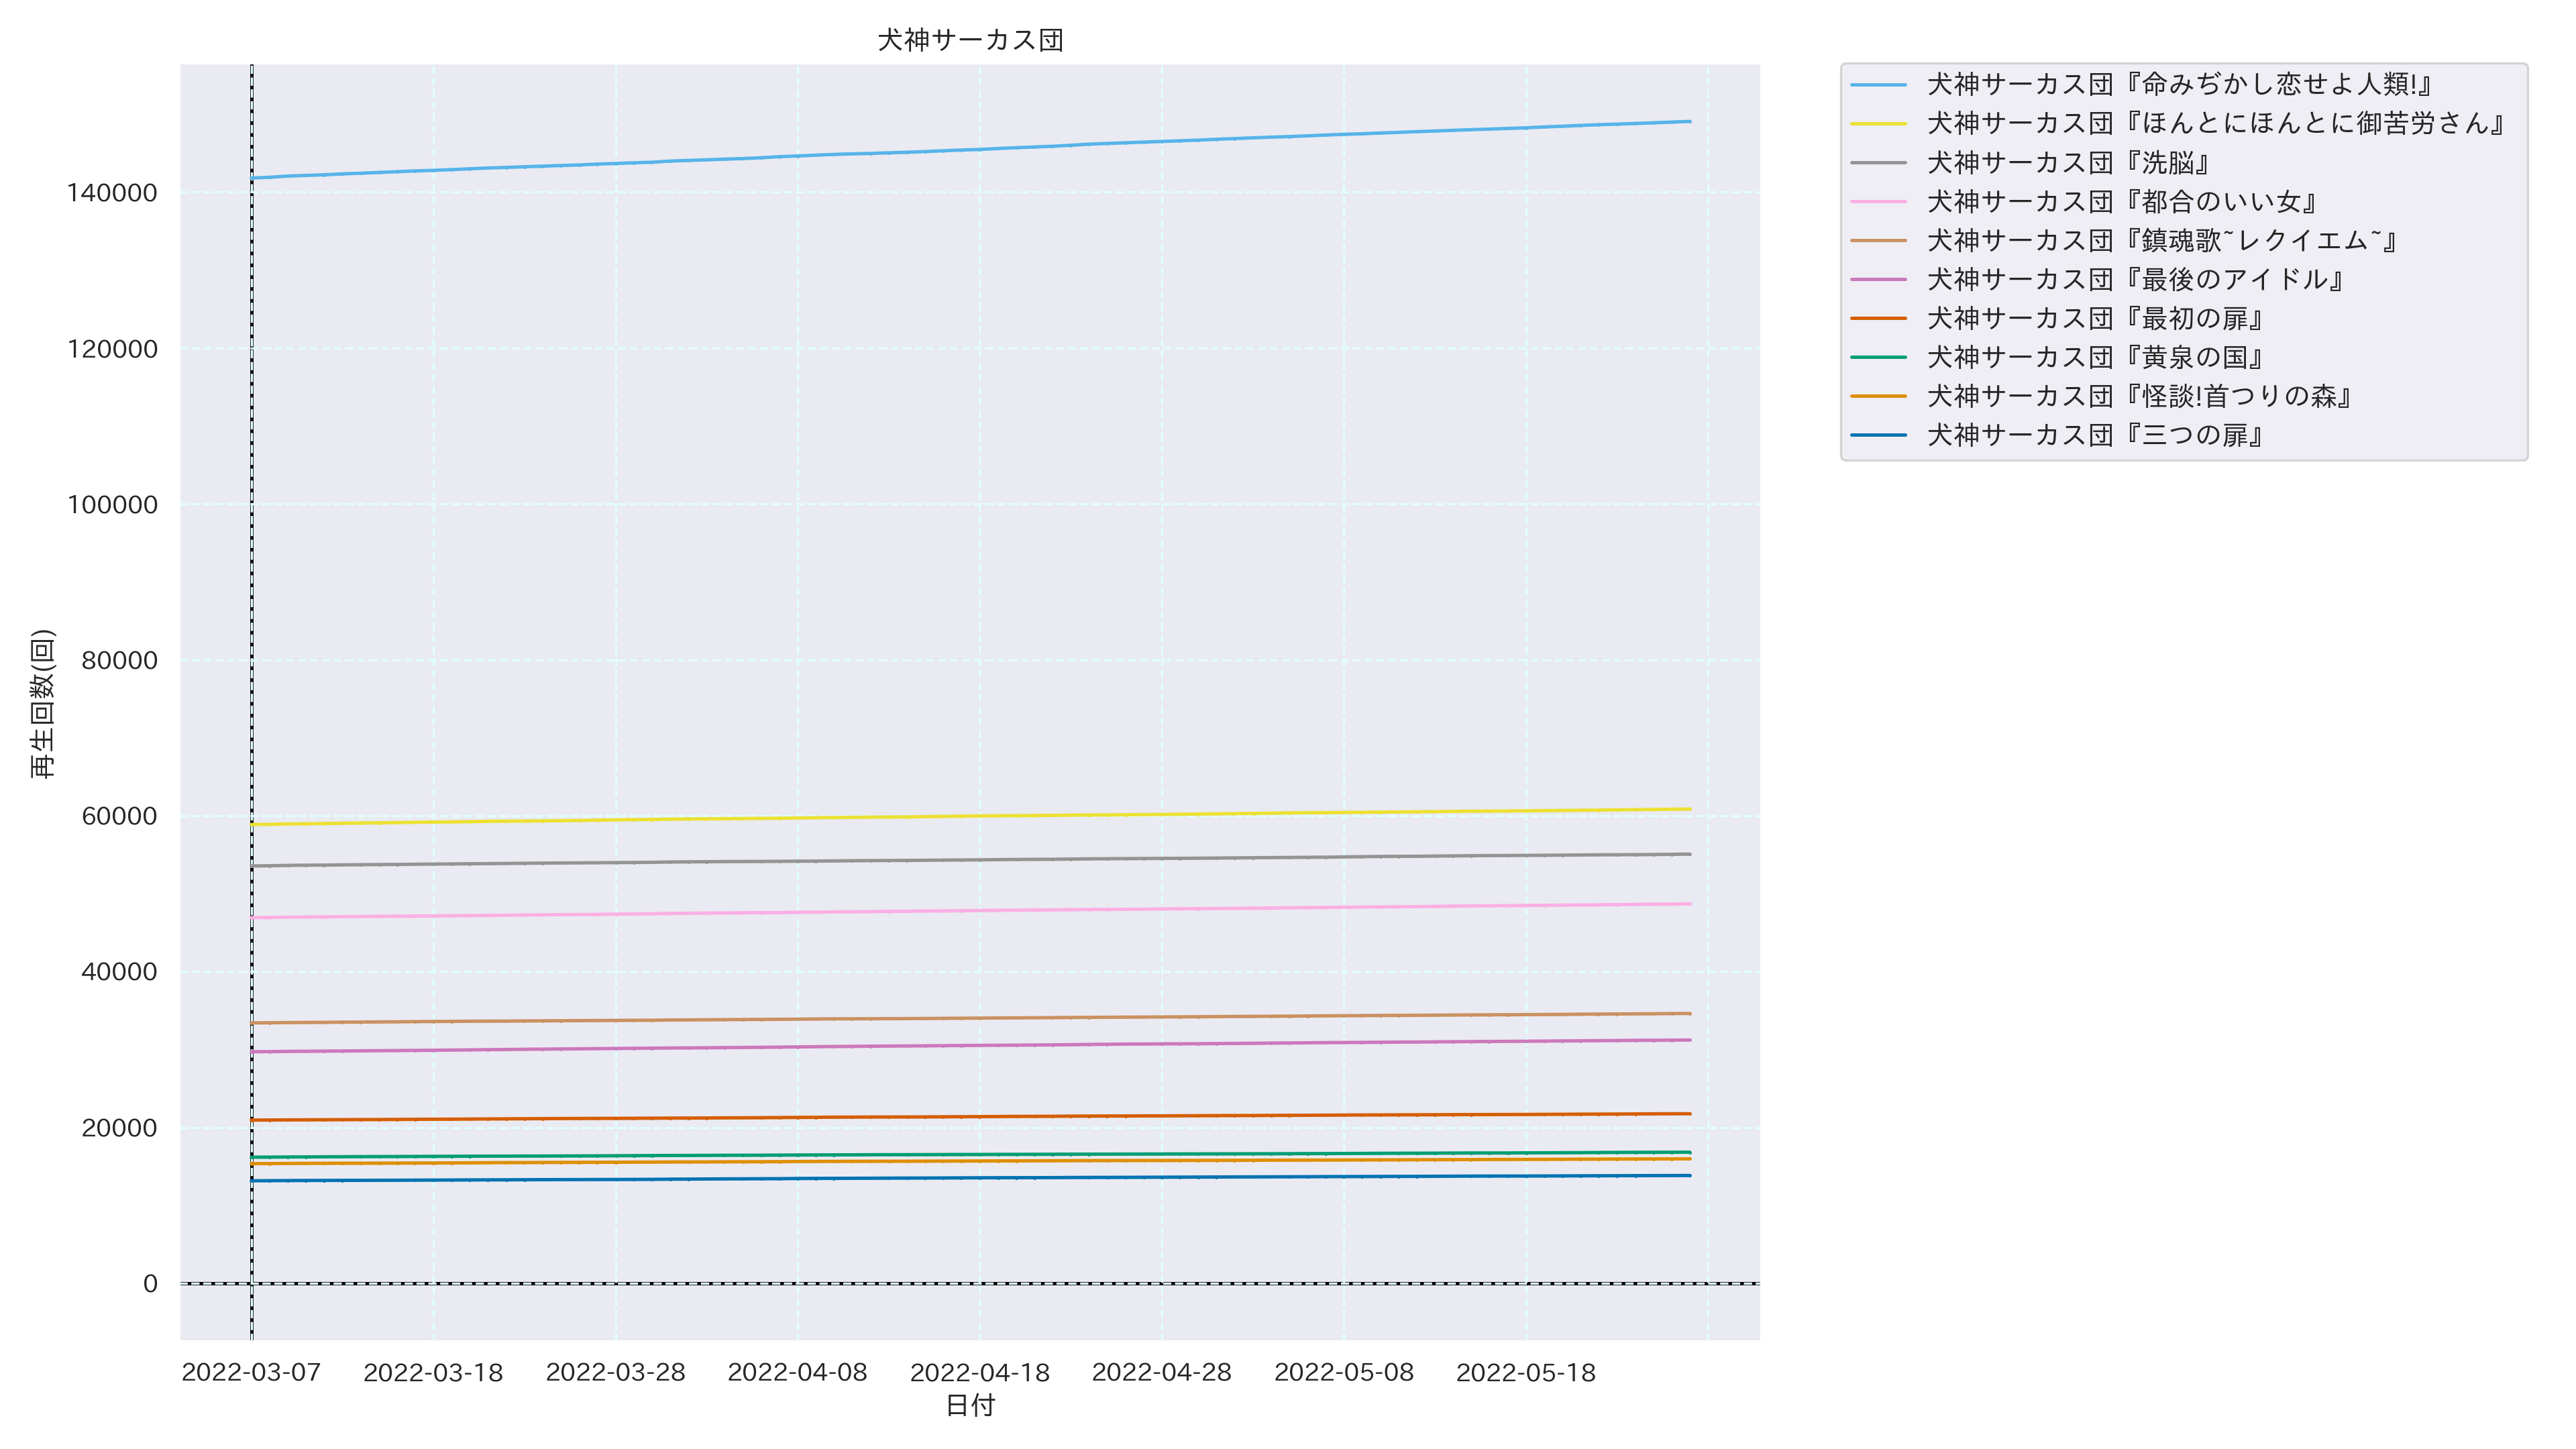 犬神サーカス団
犬神サーカス団『命みぢかし恋せよ人類!』
犬神サーカス団『ほんとにほんとに御苦労さん』
犬神サーカス団『洗脳』
犬神サーカス団『都合のいい女』
犬神サーカス団『鎮魂歌~レクイエム~』
犬神サーカス団『最後のアイドル』
犬神サーカス団『最初の扉』
犬神サーカス団『黄泉の国』
犬神サーカス団『怪談!首つりの森』
犬神サーカス団『三つの扉』
再生回数(回)
140000
120000
100000
80000
60000
40000
20000
0
2022-03-07 2022-03-18 2022-03-28 2022-04-08 2022-04-18 2022-04-28 2022-05-08 2022-05-18
日付